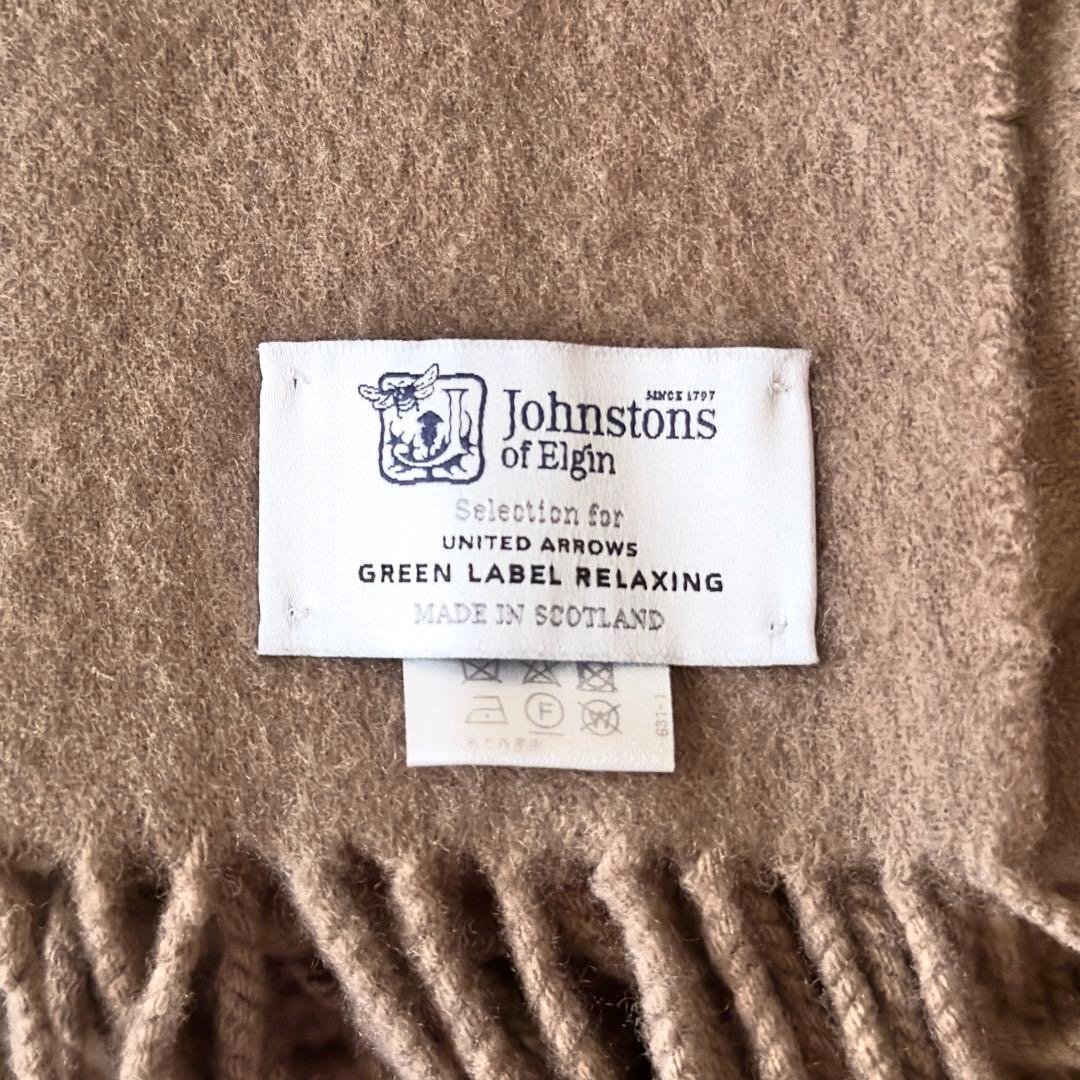 Johnstons
SINCE 1797
of Elgin
Selection for
UNITED ARROWS
GREEN LABEL RELAXING
MADE IN SCOTLAND
F
W
631-1